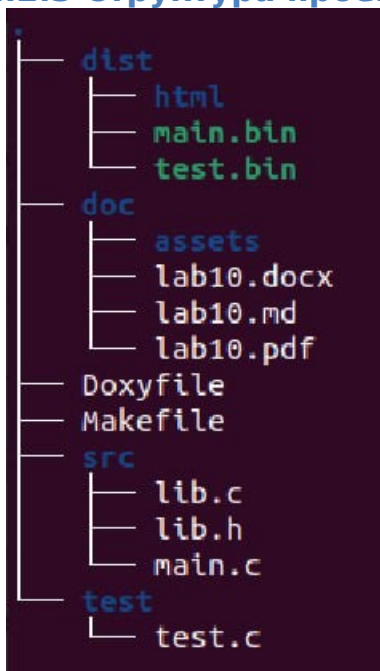 .
├── dist
│   ├── html
│   ├── main.bin
│   └── test.bin
├── doc
│   ├── assets
│   ├── lab10.docx
│   ├── lab10.md
│   └── lab10.pdf
├── Doxyfile
├── Makefile
├── src
│   ├── lib.c
│   ├── lib.h
│   └── main.c
└── test
    └── test.c